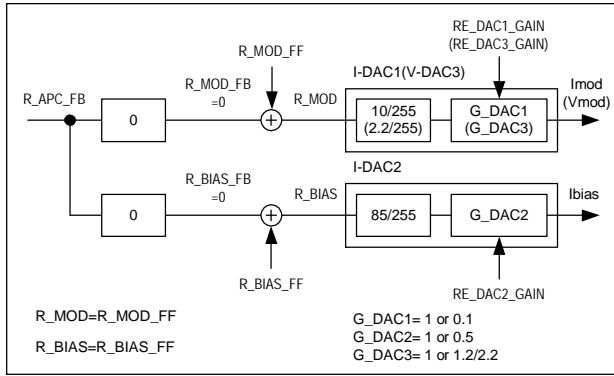 RE_DAC1_GAIN
(RE_DAC3_GAIN)
R_MOD_FF
I-DAC1(V-DAC3)
Imod
(Vmod)
R_APC_FB
R_MOD_FB
=0
R_MOD
0
10/255
(2.2/255)
G_DAC1
(G_DAC3)
I-DAC2
R_BIAS_FB
=0
R_BIAS
Ibias
0
85/255
G_DAC2
R_BIAS_FF
RE_DAC2_GAIN
R_MOD=R_MOD_FF
R_BIAS=R_BIAS_FF
G_DAC1= 1 or 0.1
G_DAC2= 1 or 0.5
G_DAC3= 1 or 1.2/2.2